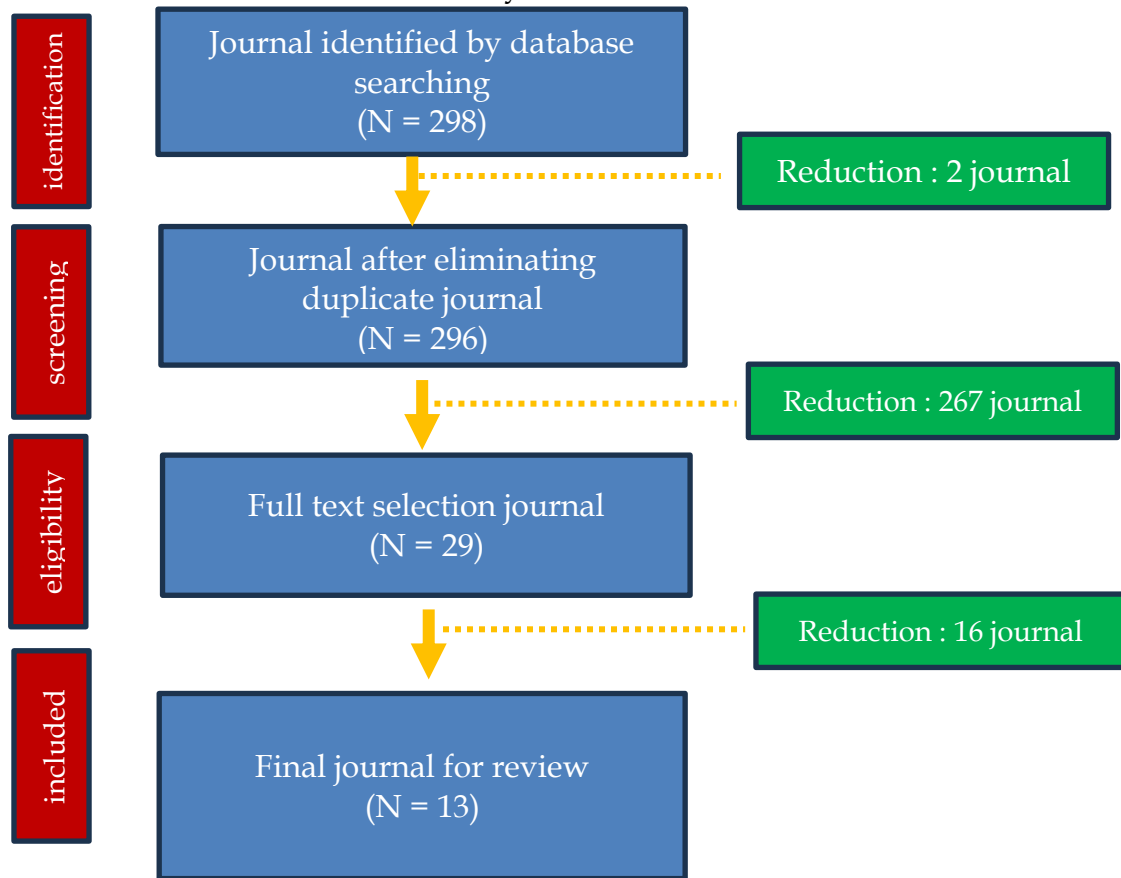 identification
Journal identified by database
searching
(N = 298)
Reduction : 2 journal
screening
Journal after eliminating
duplicate journal
(N = 296)
Reduction : 267 journal
eligibility
Full text selection journal
(N = 29)
Reduction : 16 journal
included
Final journal for review
(N = 13)